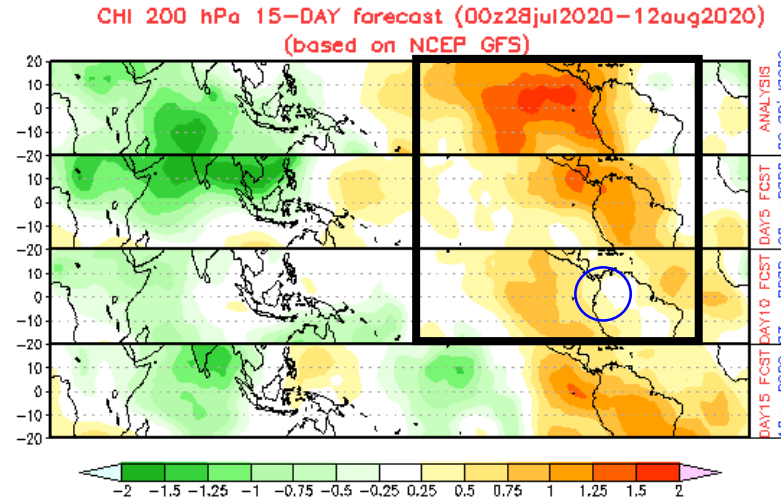 CHI 200 hPa 15-DAY forecast (00z28jul2020-12aug2020)
(based on NCEP GFS)
20
10
0
-10
-20
ANALYSIS
10
0
-10
-20
DAY5 FCST
10
0
-10
-20
DAY10 FCST
10
0
-10
-20
DAY15 FCST
-2 -1.5 -1.25 -1 -0.75 -0.5 -0.25 0.25 0.5 0.75 1 1.25 1.5 2